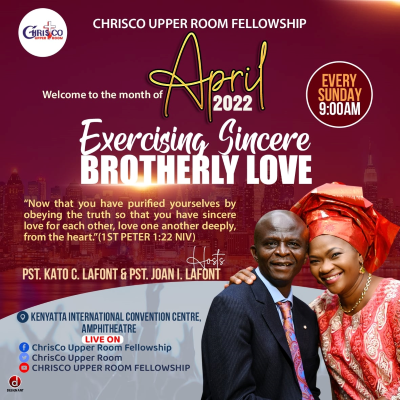 CHRISCO UPPER ROOM FELLOWSHIP
CHRISCO
UPPER ROOM
Welcome to the month of
April
2022
EVERY
SUNDAY
9:00AM
Exercising Sincere
BROTHERLY LOVE
“Now that you have purified yourselves by
obeying the truth so that you have sincere
love for each other, love one another deeply,
from the heart.”(1ST PETER 1:22 NIV)
Hosts
PST. KATO C. LAFONT & PST. JOAN I. LAFONT
KENYATTA INTERNATIONAL CONVENTION CENTRE,
AMPHITHEATRE
LIVE ON
ChrisCo Upper Room Fellowship
ChrisCo Upper Room
CHRISCO UPPER ROOM FELLOWSHIP